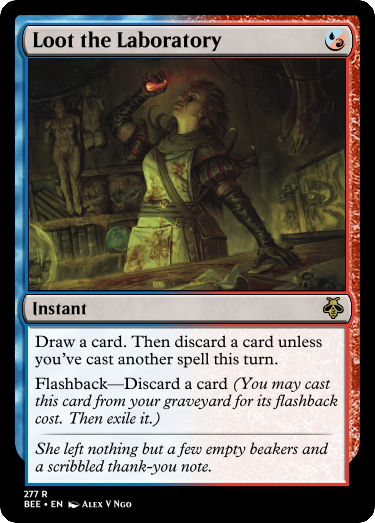 Loot the Laboratory
Instant
Draw a card. Then discard a card unless
you've cast another spell this turn.
Flashback—Discard a card (You may cast
this card from your graveyard for its flashback
cost. Then exile it.)
She left nothing but a few empty beakers and
a scribbled thank-you note.
277 R
BEE • EN Alex V Ngo